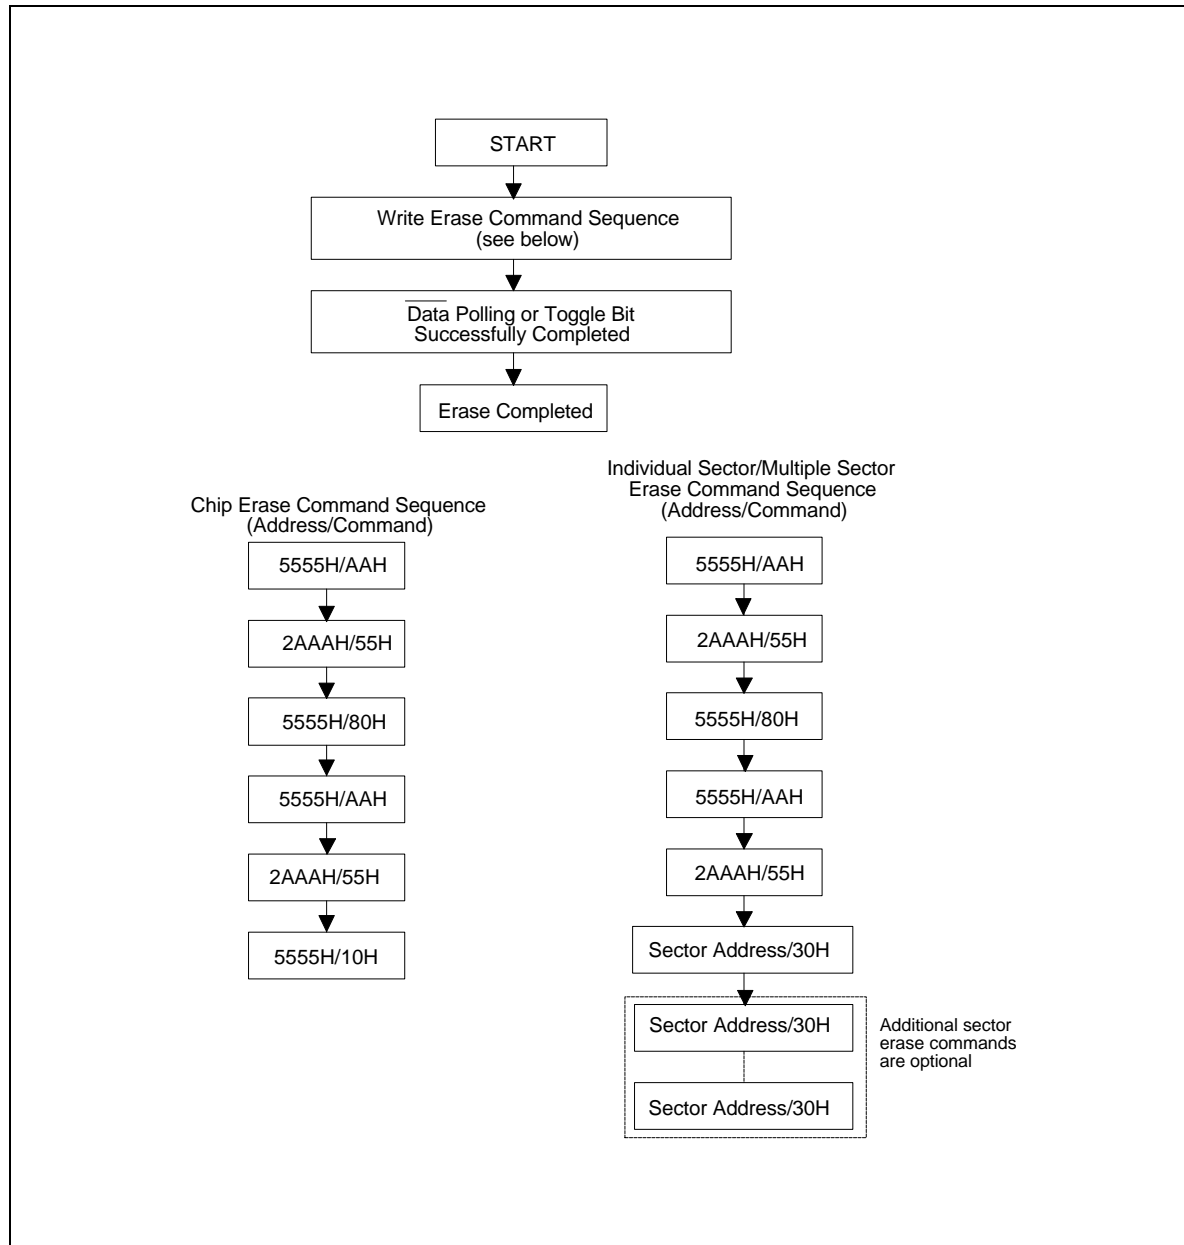 START
Write Erase Command Sequence
(see below)
Data Polling or Toggle Bit
Successfully Completed
Erase Completed
Chip Erase Command Sequence
(Address/Command)
5555H/AAH
2AAAH/55H
5555H/80H
5555H/AAH
2AAAH/55H
5555H/10H
Individual Sector/Multiple Sector
Erase Command Sequence
(Address/Command)
5555H/AAH
2AAAH/55H
5555H/80H
5555H/AAH
2AAAH/55H
Sector Address/30H
Sector Address/30H
Sector Address/30H
Additional sector
erase commands
are optional